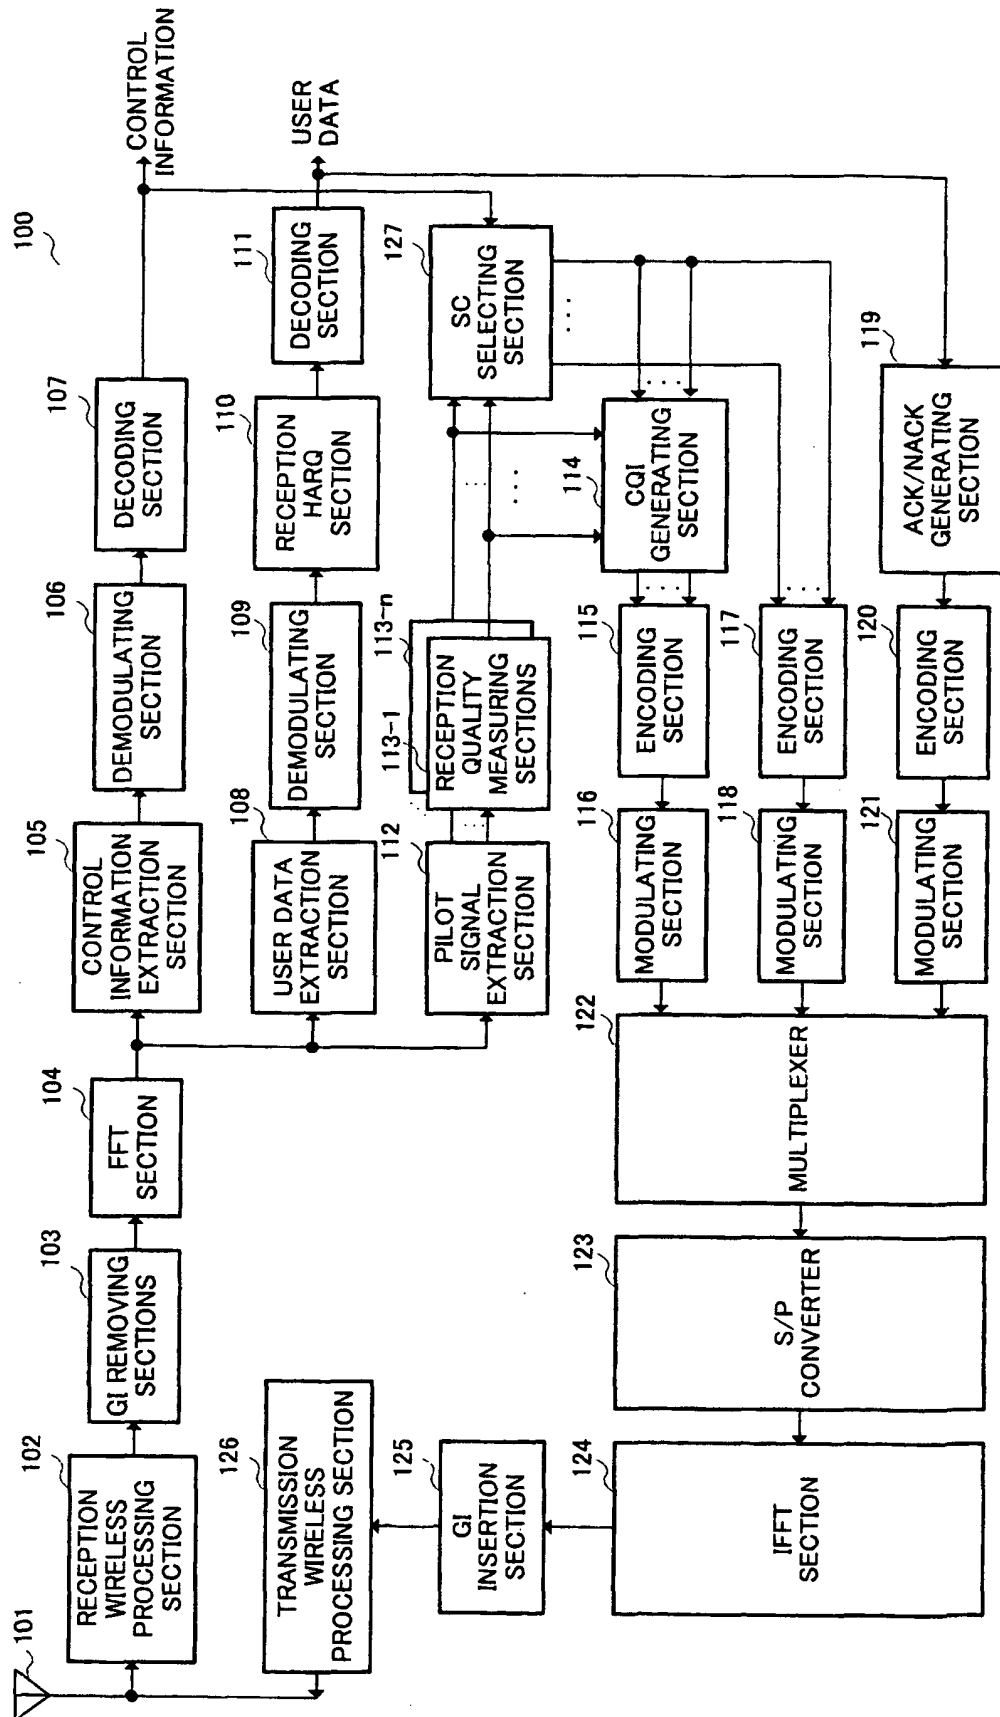 100
101
102
RECEPTION
WIRELESS
PROCESSING
SECTION
103
GI REMOVING
SECTIONS
104
FFT
SECTION
105
CONTROL
INFORMATION
EXTRACTION
SECTION
106
DEMODULATING
SECTION
107
DECODING
SECTION
CONTROL
INFORMATION
108
USER DATA
EXTRACTION
SECTION
109
DEMODULATING
SECTION
110
RECEPTION
HARQ
SECTION
111
DECODING
SECTION
USER
DATA
112
PILOT
SIGNAL
EXTRACTION
SECTION
113-n
113-1
RECEPTION
QUALITY
MEASURING
SECTIONS
127
SC
SELECTING
SECTION
114
CQI
GENERATING
SECTION
115
ENCODING
SECTION
116
MODULATING
SECTION
117
ENCODING
SECTION
118
MODULATING
SECTION
119
ACK/NACK
GENERATING
SECTION
120
ENCODING
SECTION
121
MODULATING
SECTION
122
MULTIPLEXER
123
S/P
CONVERTER
124
IFFT
SECTION
125
GI
INSERTION
SECTION
126
TRANSMISSION
WIRELESS
PROCESSING SECTION